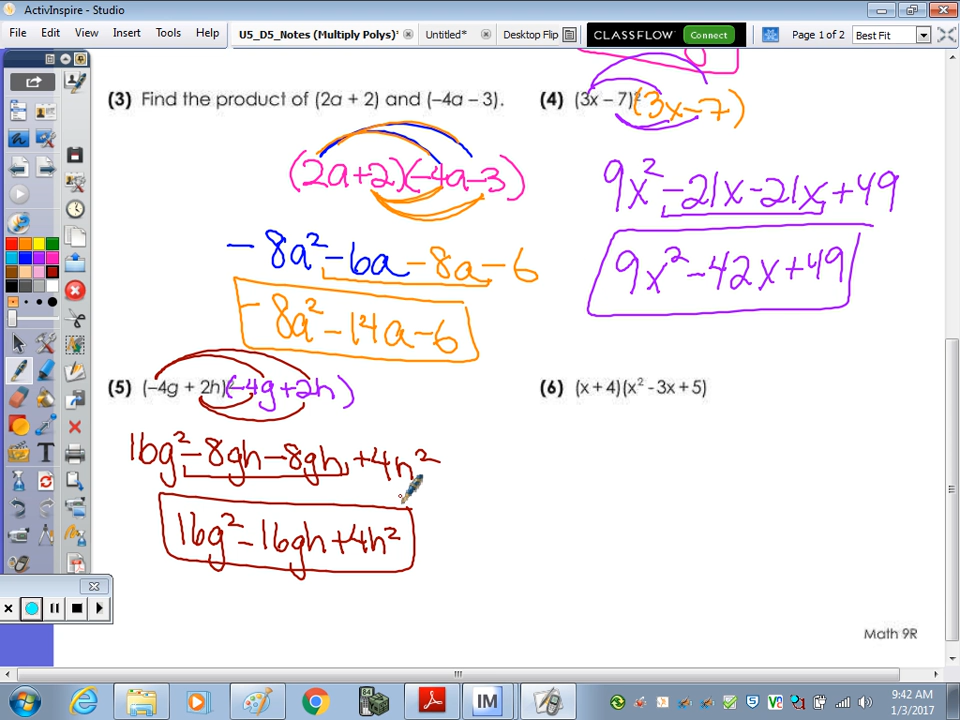 ActivInspire - Studio
File Edit View Insert Tools Help
U5_D5_Notes (Multiply Polys)* Untitled* Desktop Flip CLASSFLOW Connect Page 1 of 2 Best Fit
(3) Find the product of (2a + 2) and (−4a − 3).
(2a+2)(-4a-3)
-8a²-6a-8a-6
-8a²-14a-6
(4) (3x − 7)² (3x-7)
9x²-21x-21x+49
9x²-42x+49
(5) (−4g + 2h)² (-4g+2h)
16g²-8gh-8gh+4h²
16g²-16gh+4h²
(6) (x + 4)(x² - 3x + 5)
Math 9R
IM
9:42 AM
1/3/2017